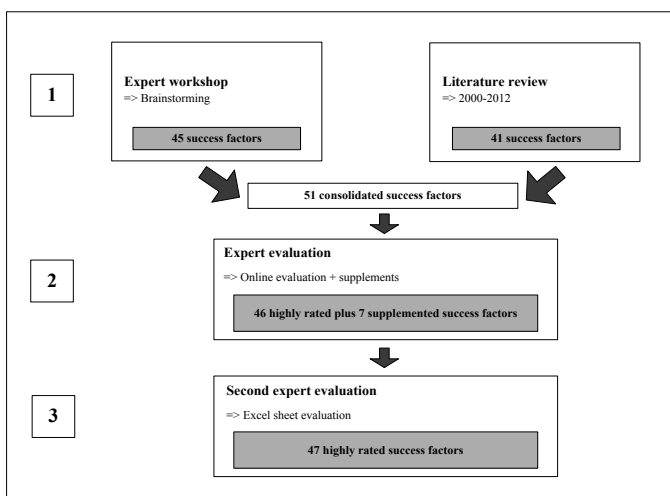 1
Expert workshop
=> Brainstorming
45 success factors
Literature review
=> 2000-2012
41 success factors
51 consolidated success factors
2
Expert evaluation
=> Online evaluation + supplements
46 highly rated plus 7 supplemented success factors
3
Second expert evaluation
=> Excel sheet evaluation
47 highly rated success factors